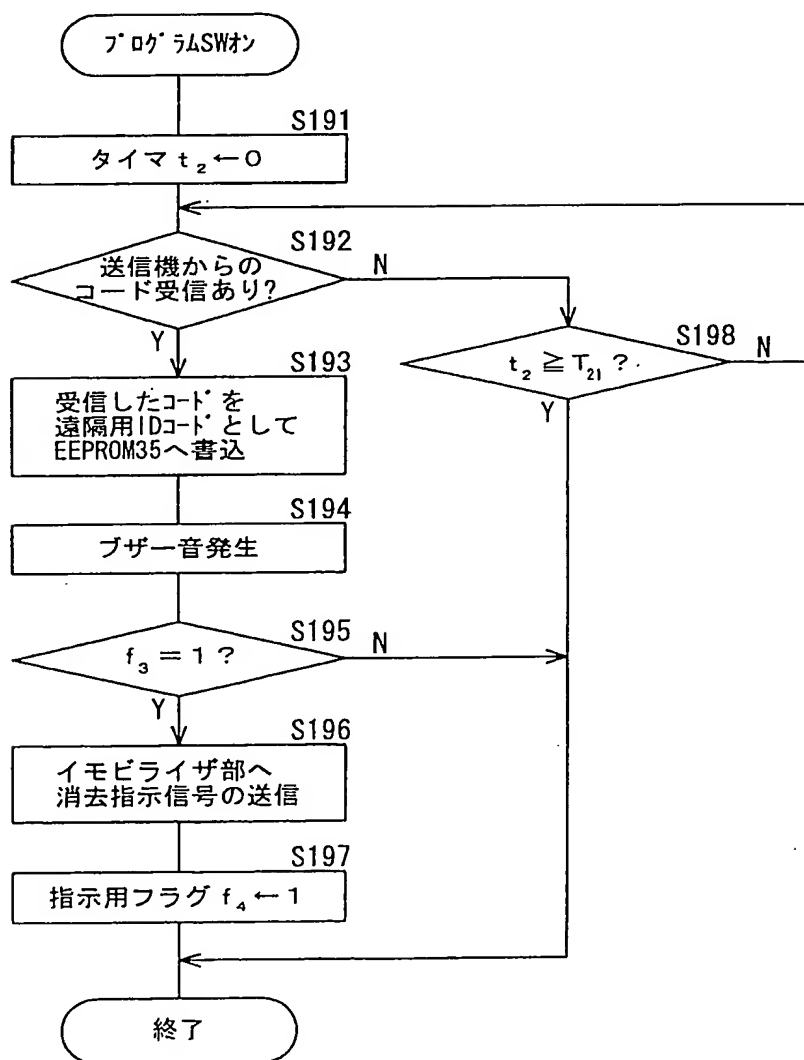 プログラムSWオン
S191
タイマt₂←0
S192
送信機からの
コード受信あり?
N
Y
S198
t₂≧T₂₁?
N
Y
S193
受信したコードを
遠隔用IDコードとして
EEPROM35へ書込
S194
ブザー音発生
S195
f₃=1?
N
Y
S196
イモビライザ部へ
消去指示信号の送信
S197
指示用フラグf₄←1
終了